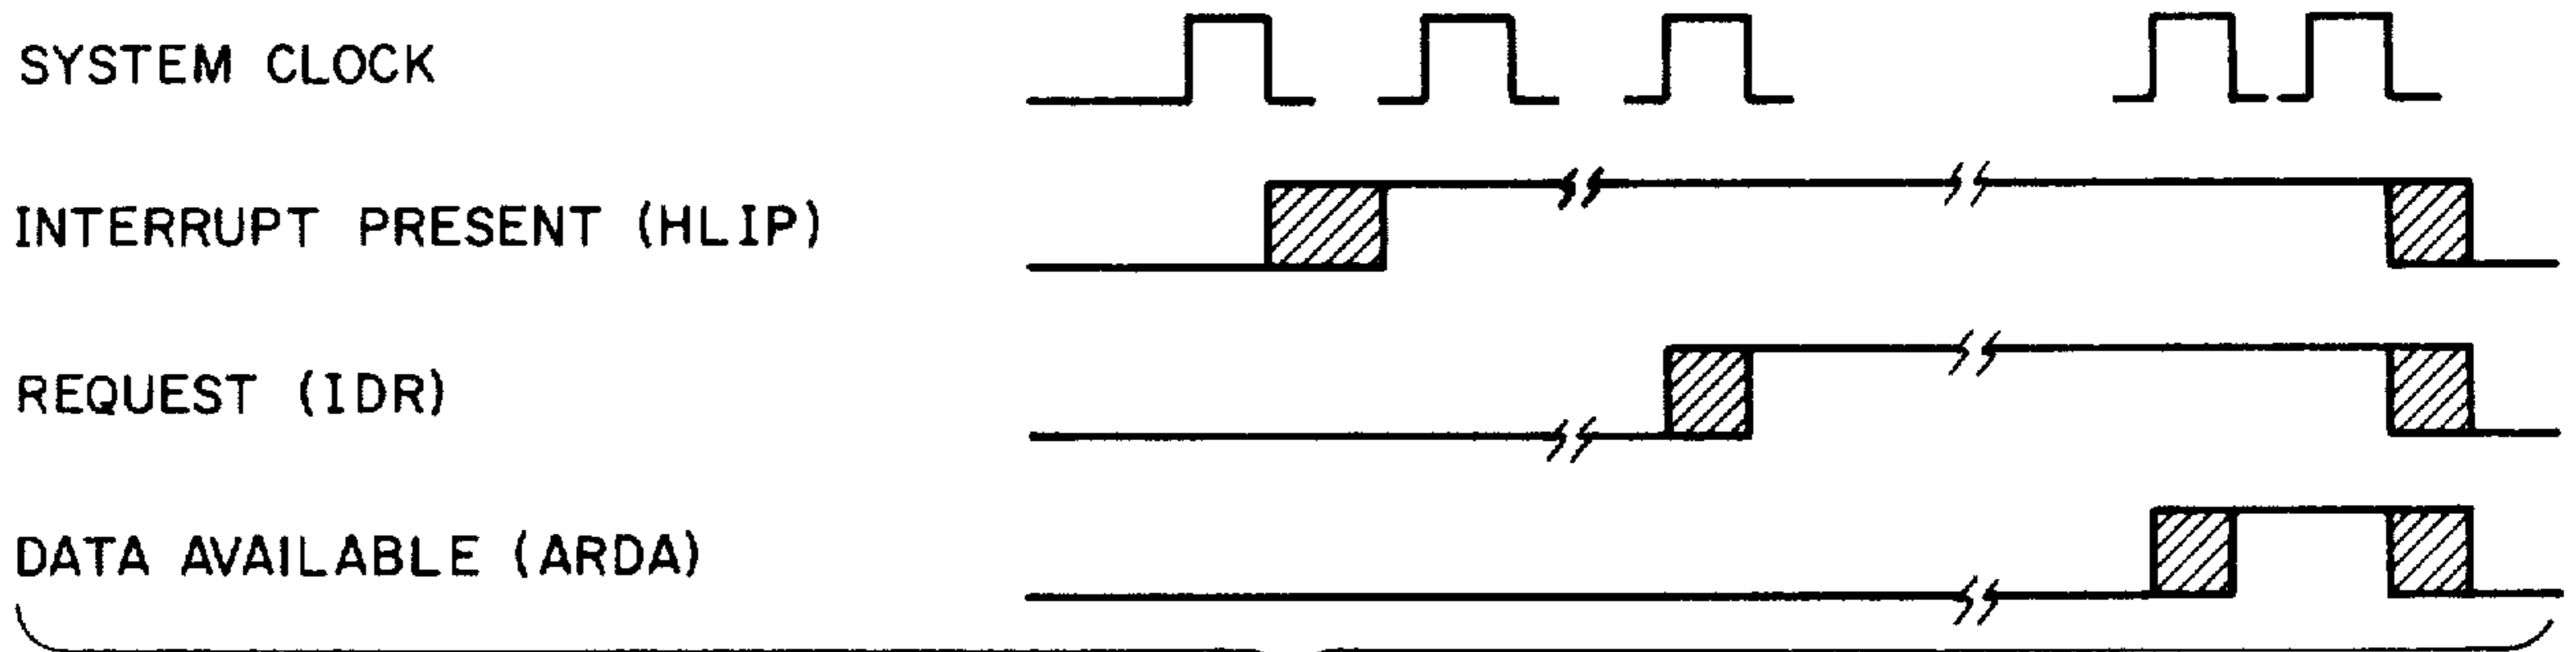 SYSTEM CLOCK
INTERRUPT PRESENT (HLIP)
REQUEST (IDR)
DATA AVAILABLE (ARDA)